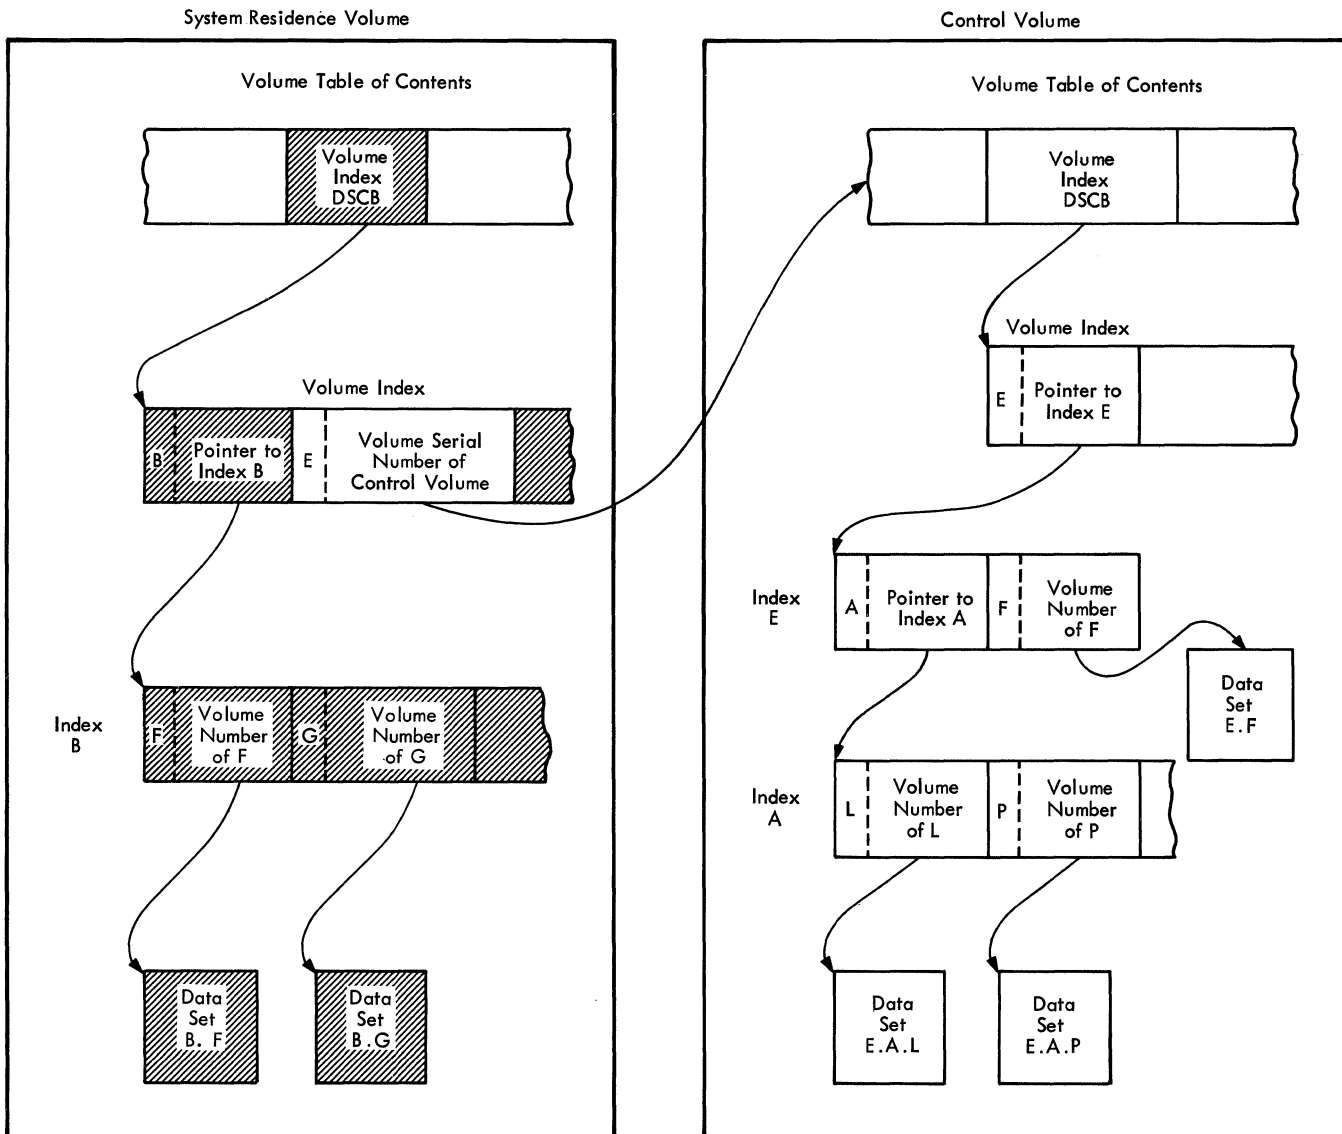 System Residence Volume
Volume Table of Contents
Volume
Index
DSCB
Volume Index
B
Pointer to
Index B
E
Volume Serial
Number of
Control Volume
Index
B
F
Volume
Number
of F
G
Volume
Number
of G
Data
Set
B. F
Data
Set
B.G
Control Volume
Volume Table of Contents
Volume
Index
DSCB
Volume Index
E
Pointer to
Index E
Index
E
A
Pointer to
Index A
F
Volume
Number
of F
Data
Set
E.F
Index
A
L
Volume
Number
of L
P
Volume
Number
of P
Data
Set
E.A.L
Data
Set
E.A.P